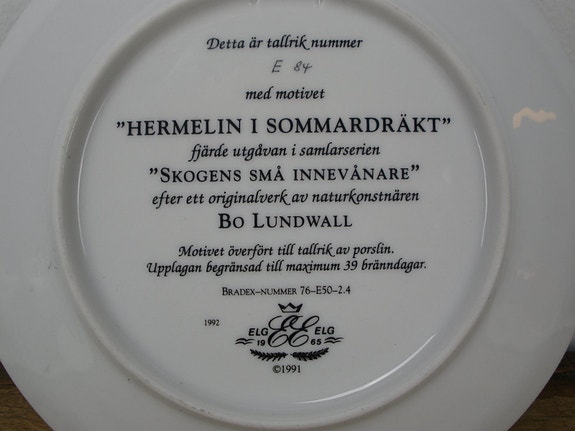 Detta är tallrik nummer
E 84
med motivet
"HERMELIN I SOMMARDRÄKT"
fjärde utgåvan i samlarserien
"SKOGENS SMÅ INNEVÅNARE"
efter ett originalverk av naturkonstnären
BO LUNDWALL
Motivet överfört till tallrik av porslin.
Upplagan begränsad till maximum 39 bränndagar.
BRADEX–NUMMER 76–E50–2.4
1992
ELG EE ELG
19 65
©1991